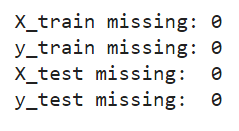 X_train missing: 0
y_train missing: 0
X_test missing:  0
y_test missing:  0